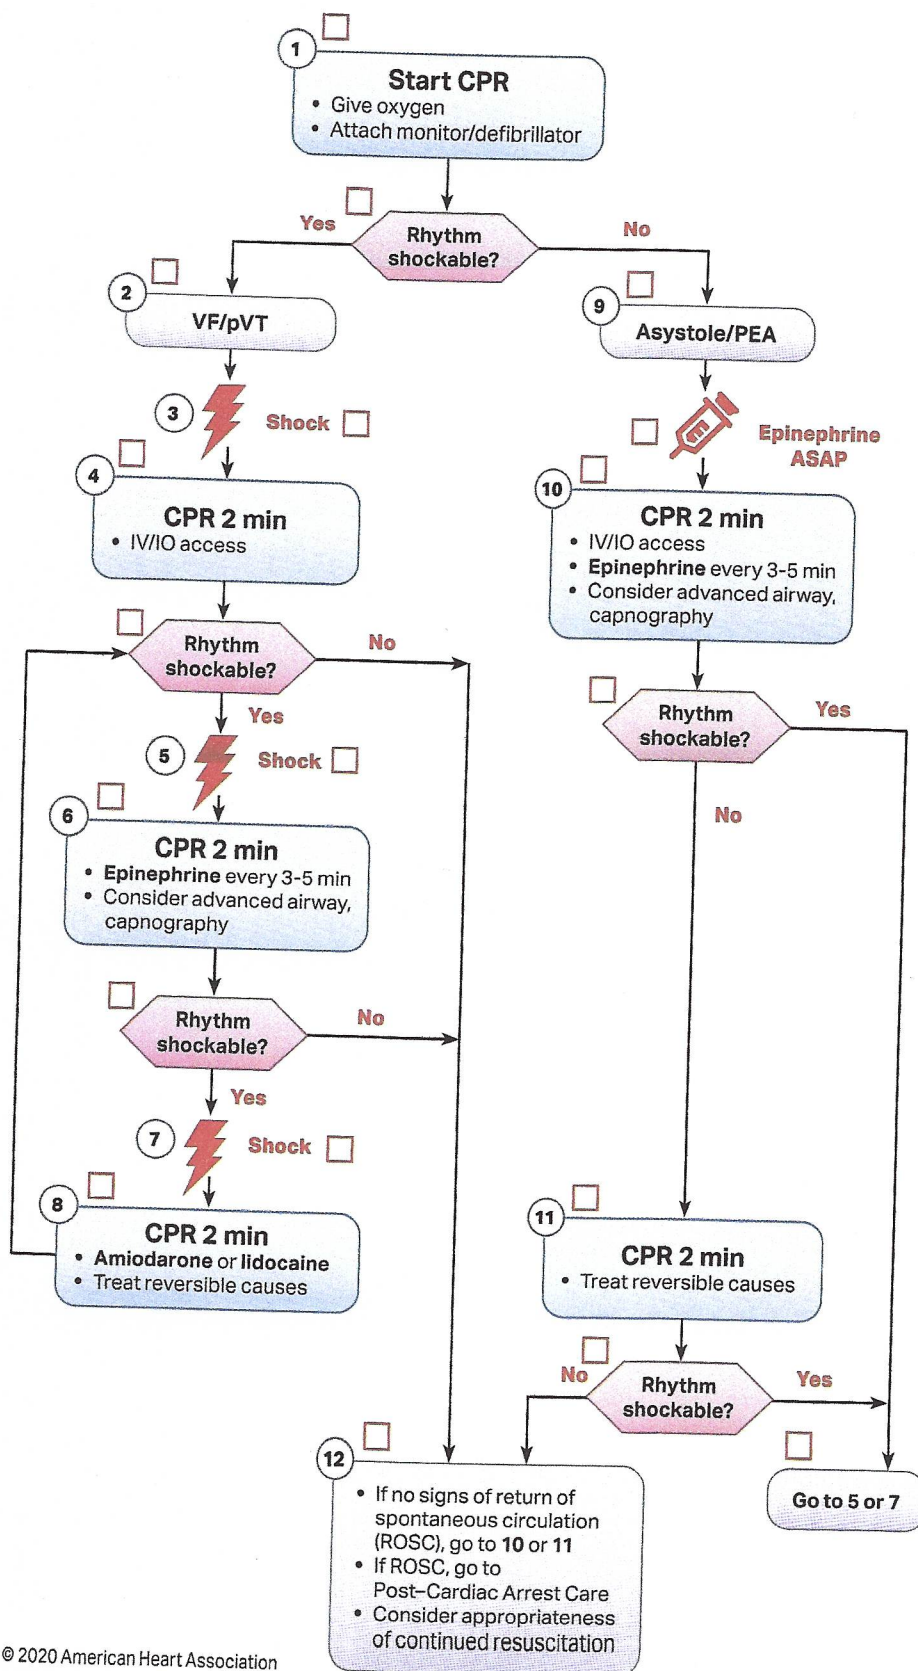 1
Start CPR
• Give oxygen
• Attach monitor/defibrillator
Rhythm
shockable?
Yes
No
2
VF/pVT
9
Asystole/PEA
3
Shock
Epinephrine
ASAP
4
CPR 2 min
• IV/IO access
10
CPR 2 min
• IV/IO access
• Epinephrine every 3-5 min
• Consider advanced airway,
capnography
Rhythm
shockable?
No
Yes
Rhythm
shockable?
Yes
No
5
Shock
6
CPR 2 min
• Epinephrine every 3-5 min
• Consider advanced airway,
capnography
Rhythm
shockable?
No
Yes
7
Shock
8
CPR 2 min
• Amiodarone or lidocaine
• Treat reversible causes
11
CPR 2 min
• Treat reversible causes
Rhythm
shockable?
No
Yes
12
• If no signs of return of
spontaneous circulation
(ROSC), go to 10 or 11
• If ROSC, go to
Post–Cardiac Arrest Care
• Consider appropriateness
of continued resuscitation
Go to 5 or 7
© 2020 American Heart Association